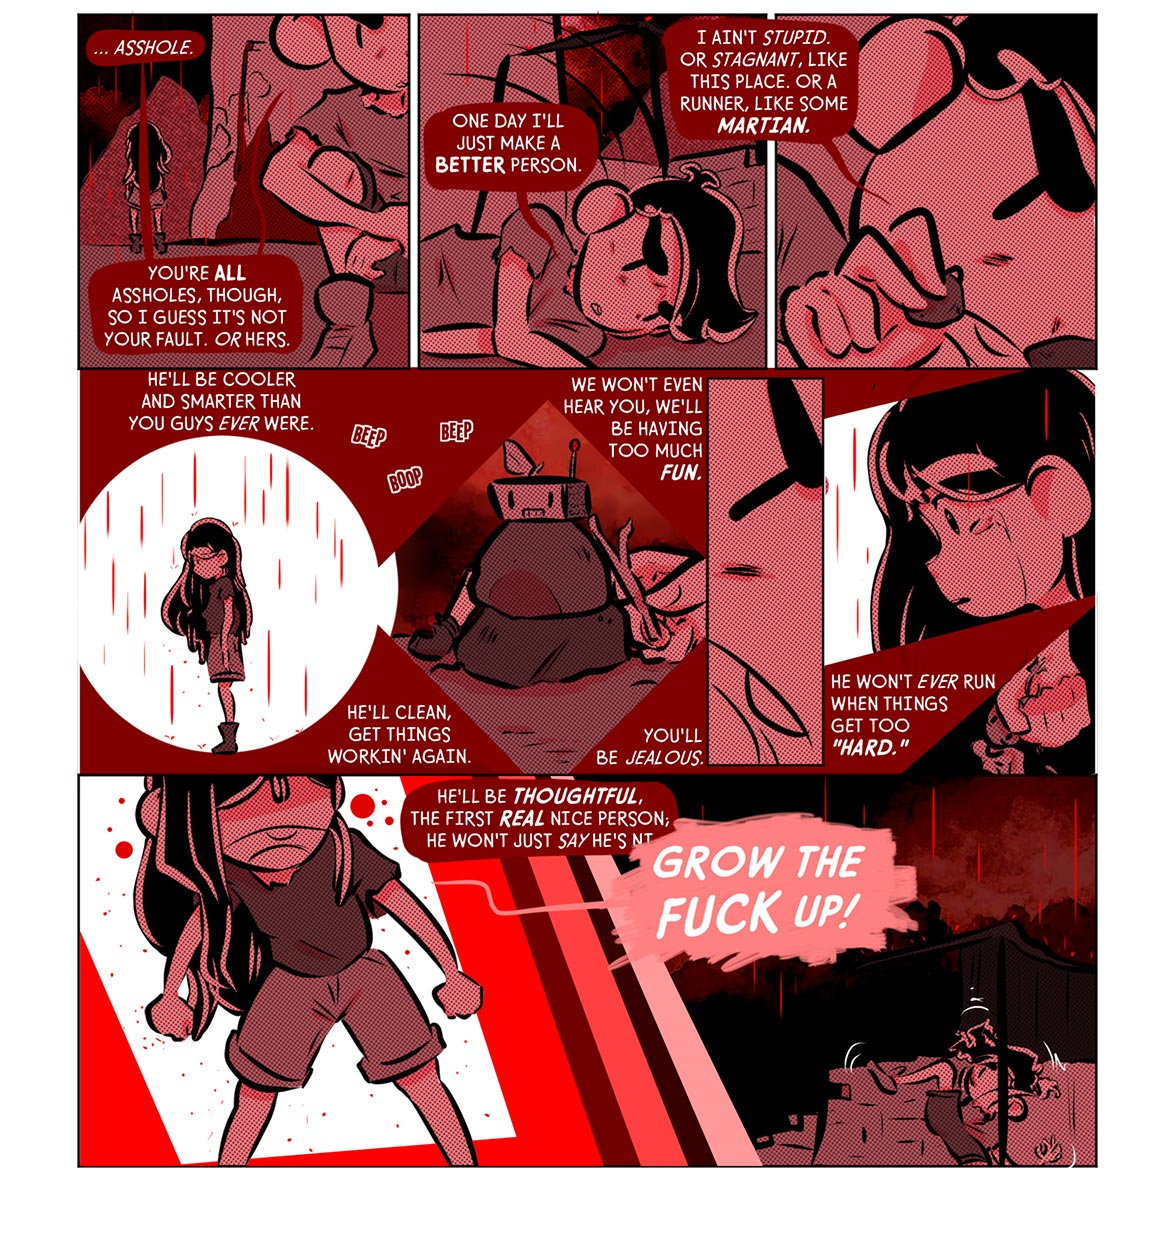 ... ASSHOLE.
YOU'RE ALL
ASSHOLES, THOUGH,
SO I GUESS IT'S NOT
YOUR FAULT. OR HERS.
ONE DAY I'LL
JUST MAKE A
BETTER PERSON.
I AIN'T STUPID.
OR STAGNANT, LIKE
THIS PLACE. OR A
RUNNER, LIKE SOME
MARTIAN.
HE'LL BE COOLER
AND SMARTER THAN
YOU GUYS EVER WERE.
BEEP
BEEP
BOOP
WE WON'T EVEN
HEAR YOU, WE'LL
BE HAVING
TOO MUCH
FUN.
HE'LL CLEAN,
GET THINGS
WORKIN' AGAIN.
YOU'LL
BE JEALOUS.
HE WON'T EVER RUN
WHEN THINGS
GET TOO
"HARD."
HE'LL BE THOUGHTFUL,
THE FIRST REAL NICE PERSON;
HE WON'T JUST SAY HE'S NI
GROW THE
FUCK UP!